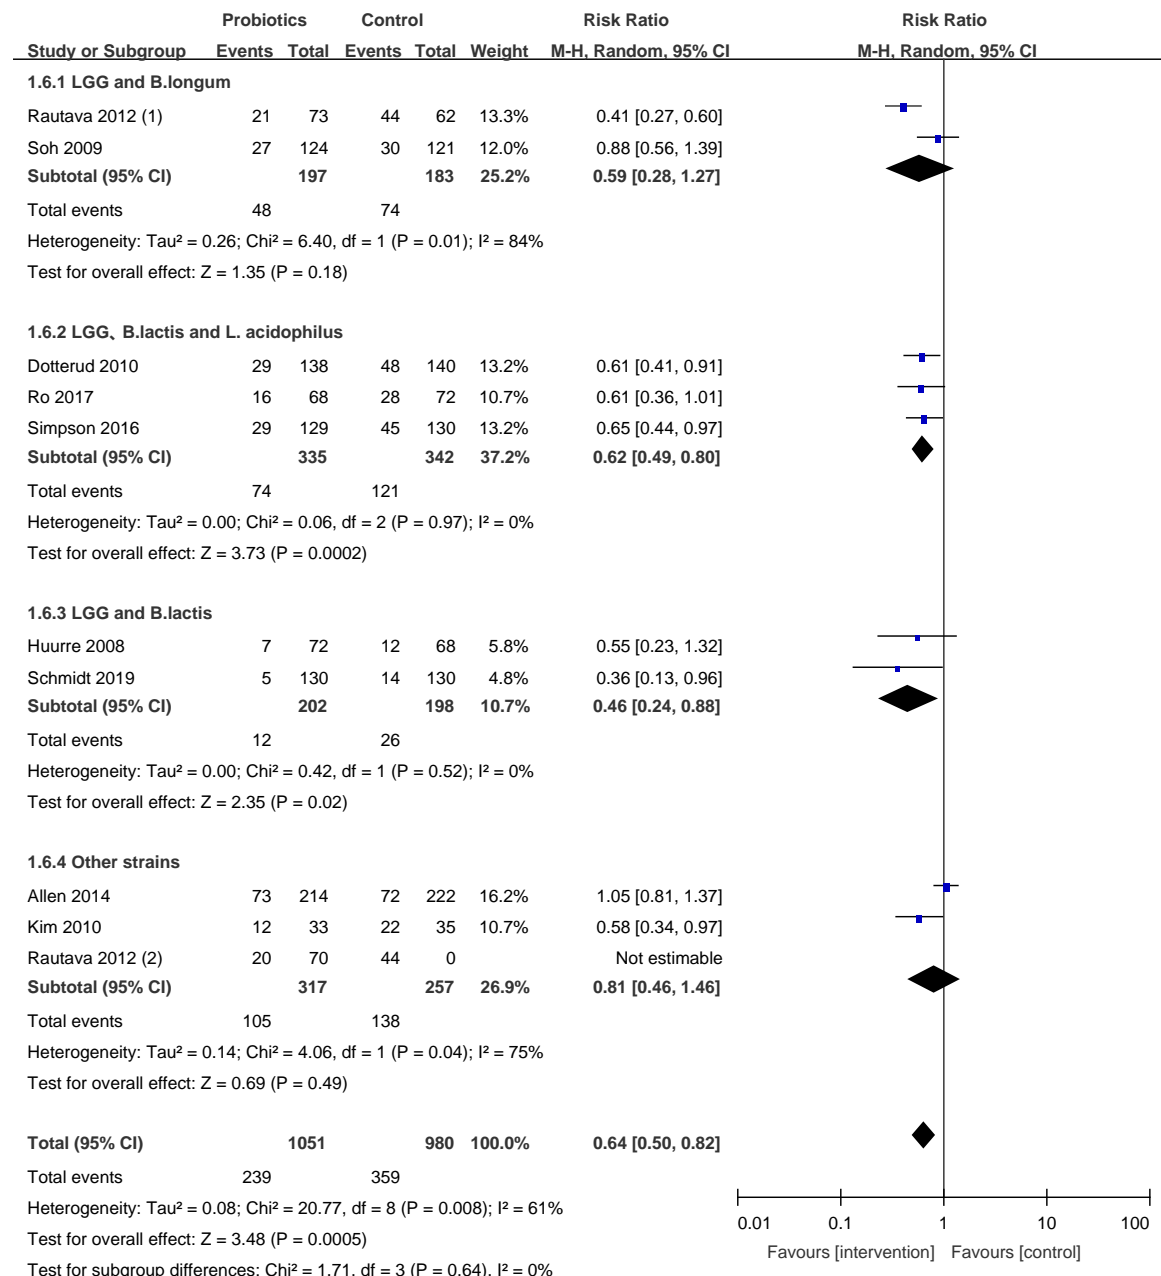 Probiotics Control Risk Ratio Risk Ratio
Study or Subgroup Events Total Events Total Weight M-H, Random, 95% CI M-H, Random, 95% CI
1.6.1 LGG and B.longum
Rautava 2012 (1) 21 73 44 62 13.3% 0.41 [0.27, 0.60]
Soh 2009 27 124 30 121 12.0% 0.88 [0.56, 1.39]
Subtotal (95% CI) 197 183 25.2% 0.59 [0.28, 1.27]
Total events 48 74
Heterogeneity: Tau² = 0.26; Chi² = 6.40, df = 1 (P = 0.01); I² = 84%
Test for overall effect: Z = 1.35 (P = 0.18)
1.6.2 LGG、B.lactis and L. acidophilus
Dotterud 2010 29 138 48 140 13.2% 0.61 [0.41, 0.91]
Ro 2017 16 68 28 72 10.7% 0.61 [0.36, 1.01]
Simpson 2016 29 129 45 130 13.2% 0.65 [0.44, 0.97]
Subtotal (95% CI) 335 342 37.2% 0.62 [0.49, 0.80]
Total events 74 121
Heterogeneity: Tau² = 0.00; Chi² = 0.06, df = 2 (P = 0.97); I² = 0%
Test for overall effect: Z = 3.73 (P = 0.0002)
1.6.3 LGG and B.lactis
Huurre 2008 7 72 12 68 5.8% 0.55 [0.23, 1.32]
Schmidt 2019 5 130 14 130 4.8% 0.36 [0.13, 0.96]
Subtotal (95% CI) 202 198 10.7% 0.46 [0.24, 0.88]
Total events 12 26
Heterogeneity: Tau² = 0.00; Chi² = 0.42, df = 1 (P = 0.52); I² = 0%
Test for overall effect: Z = 2.35 (P = 0.02)
1.6.4 Other strains
Allen 2014 73 214 72 222 16.2% 1.05 [0.81, 1.37]
Kim 2010 12 33 22 35 10.7% 0.58 [0.34, 0.97]
Rautava 2012 (2) 20 70 44 0 Not estimable
Subtotal (95% CI) 317 257 26.9% 0.81 [0.46, 1.46]
Total events 105 138
Heterogeneity: Tau² = 0.14; Chi² = 4.06, df = 1 (P = 0.04); I² = 75%
Test for overall effect: Z = 0.69 (P = 0.49)
Total (95% CI) 1051 980 100.0% 0.64 [0.50, 0.82]
Total events 239 359
Heterogeneity: Tau² = 0.08; Chi² = 20.77, df = 8 (P = 0.008); I² = 61%
Test for overall effect: Z = 3.48 (P = 0.0005)
Test for subgroup differences: Chi² = 1.71, df = 3 (P = 0.64), I² = 0%
0.01 0.1 1 10 100
Favours [intervention] Favours [control]